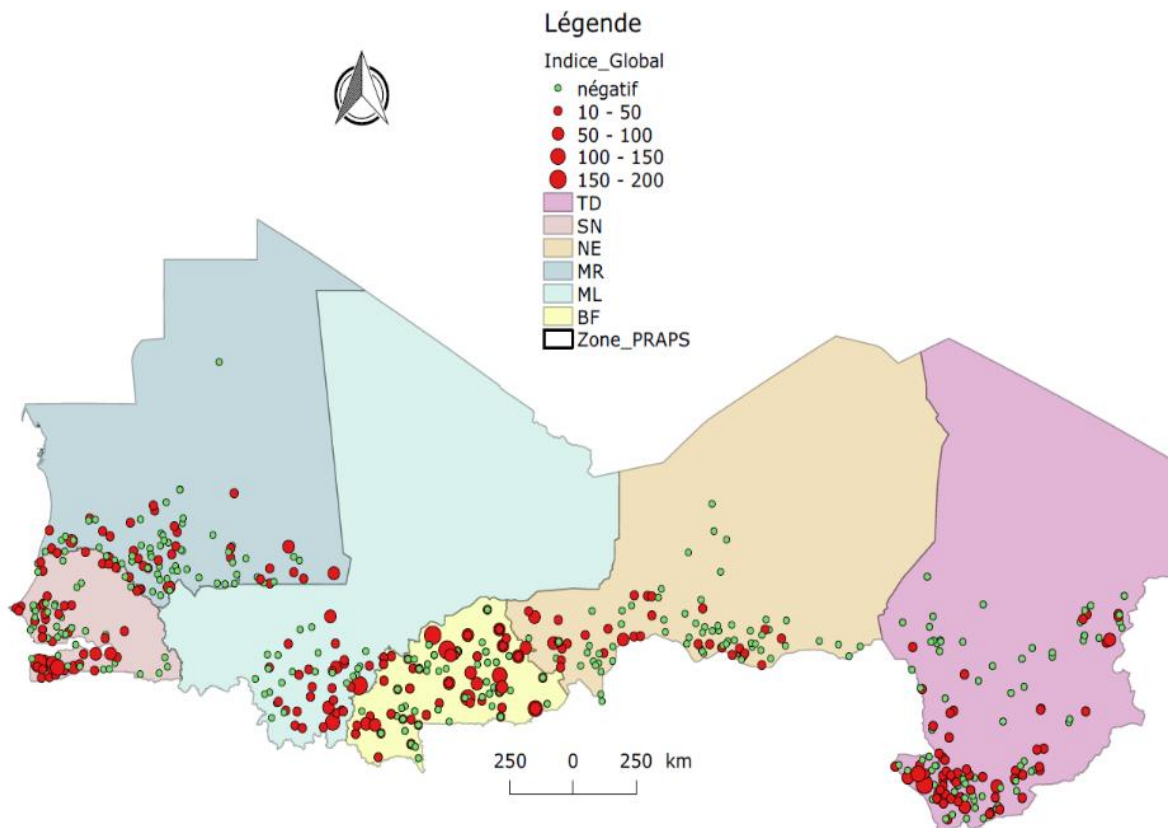 Légende
Indice_Global
négatif
10 - 50
50 - 100
100 - 150
150 - 200
TD
SN
NE
MR
ML
BF
Zone_PRAPS
250 0 250 km